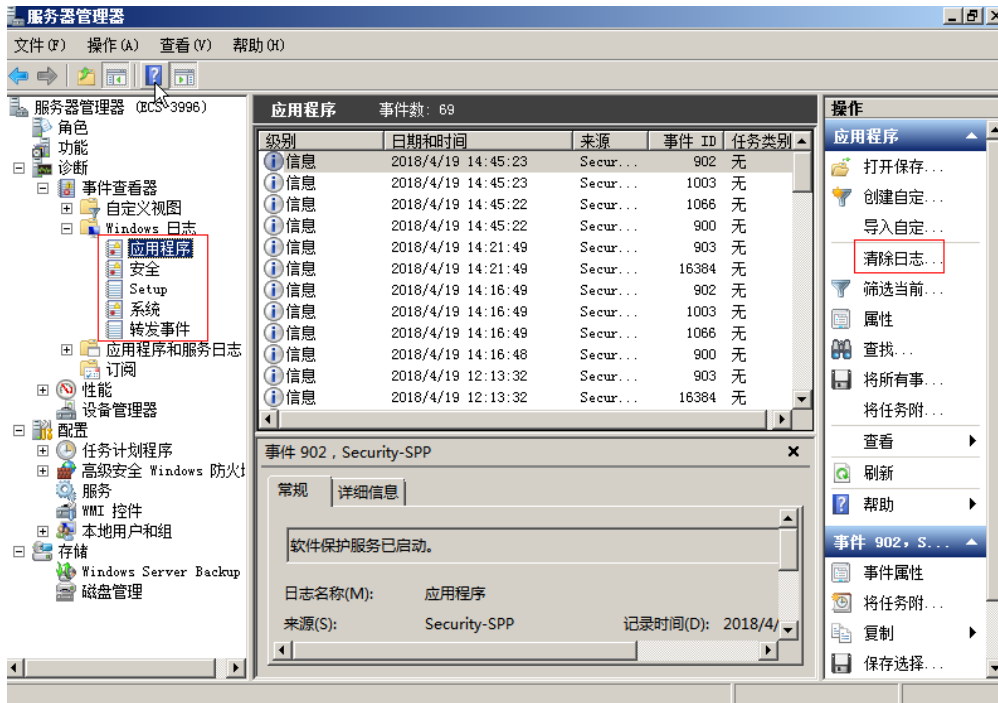 服务器管理器
文件(F) 操作(A) 查看(V) 帮助(H)
服务器管理器 (ECS-3996)
角色
功能
诊断
事件查看器
自定义视图
Windows 日志
应用程序
安全
Setup
系统
转发事件
应用程序和服务日志
订阅
性能
设备管理器
配置
任务计划程序
高级安全 Windows 防火
服务
WMI 控件
本地用户和组
存储
Windows Server Backup
磁盘管理
应用程序 事件数: 69
级别 日期和时间 来源 事件 ID 任务类别
信息 2018/4/19 14:45:23 Secur... 902 无
信息 2018/4/19 14:45:23 Secur... 1003 无
信息 2018/4/19 14:45:22 Secur... 1066 无
信息 2018/4/19 14:45:22 Secur... 900 无
信息 2018/4/19 14:21:49 Secur... 903 无
信息 2018/4/19 14:21:49 Secur... 16384 无
信息 2018/4/19 14:16:49 Secur... 902 无
信息 2018/4/19 14:16:49 Secur... 1003 无
信息 2018/4/19 14:16:49 Secur... 1066 无
信息 2018/4/19 14:16:48 Secur... 900 无
信息 2018/4/19 12:13:32 Secur... 903 无
信息 2018/4/19 12:13:32 Secur... 16384 无
事件 902，Security-SPP
常规 详细信息
软件保护服务已启动。
日志名称(M): 应用程序
来源(S): Security-SPP 记录时间(D): 2018/4/
操作
应用程序
打开保存...
创建自定...
导入自定...
清除日志...
筛选当前...
属性
查找...
将所有事...
将任务附...
查看
刷新
帮助
事件 902，S...
事件属性
将任务附...
复制
保存选择...